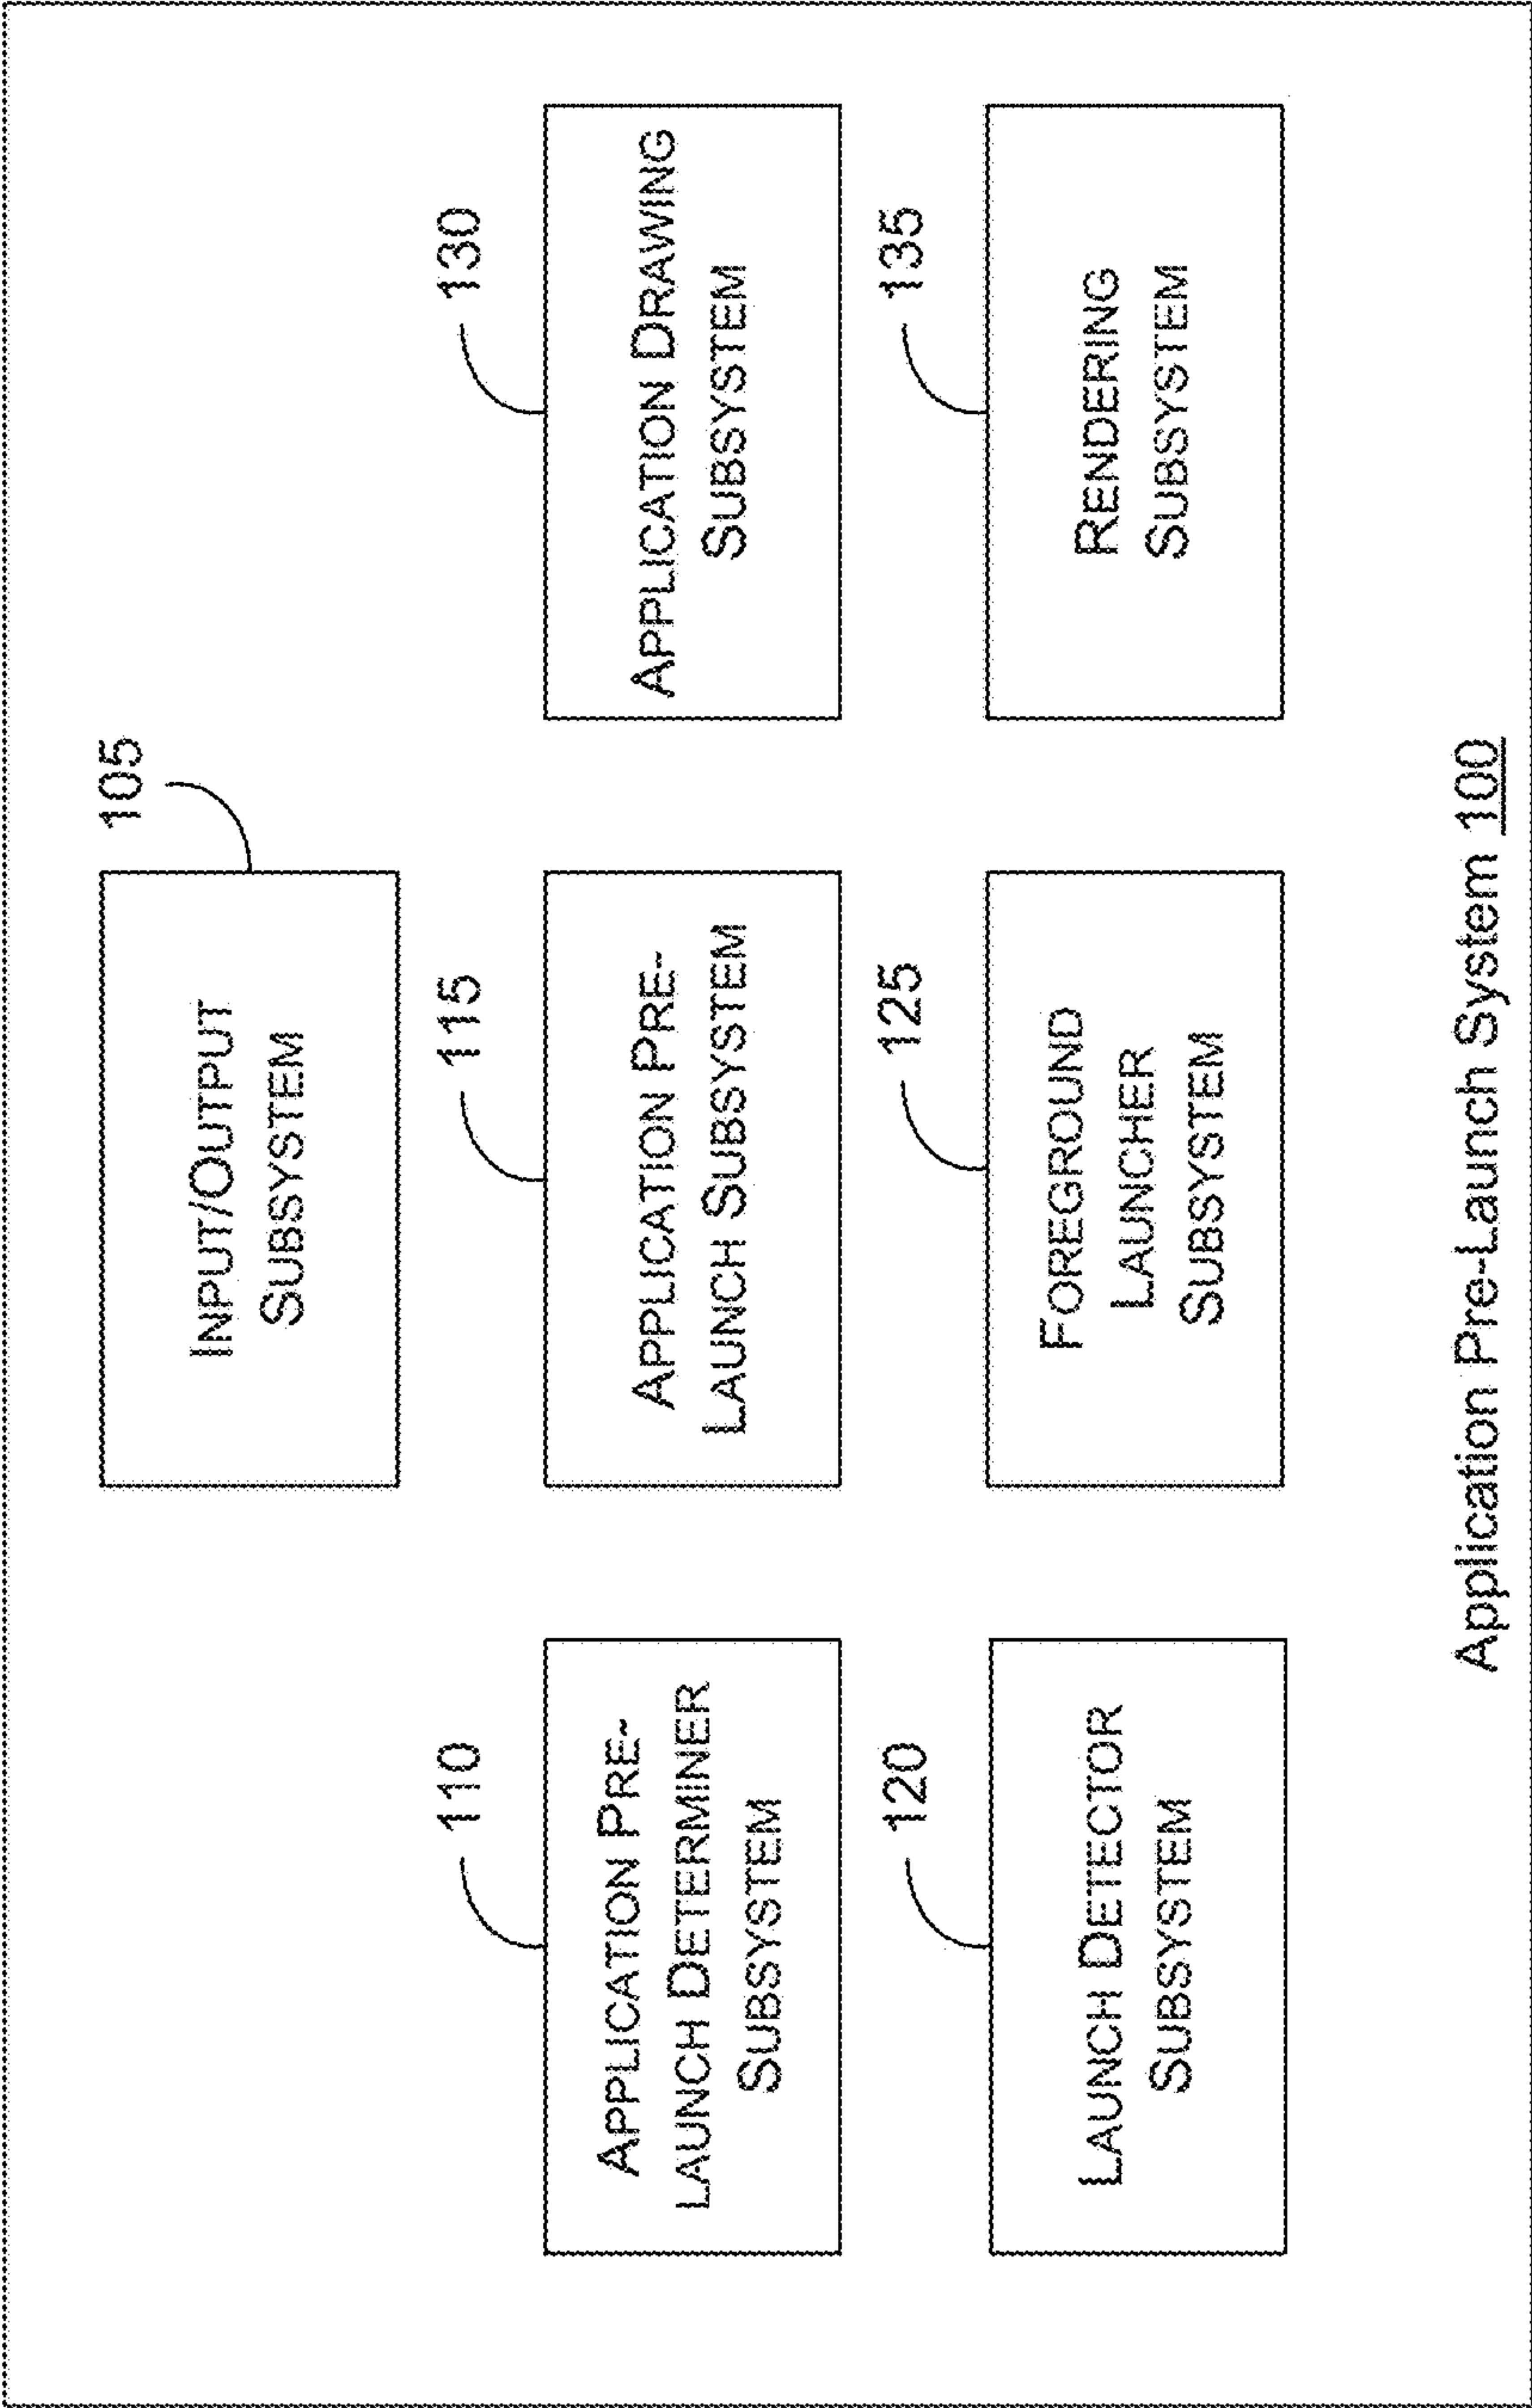 105
INPUT/OUTPUT
SUBSYSTEM
110
APPLICATION PRE-
LAUNCH DETERMINER
SUBSYSTEM
115
APPLICATION PRE-
LAUNCH SUBSYSTEM
130
APPLICATION DRAWING
SUBSYSTEM
120
LAUNCH DETECTOR
SUBSYSTEM
125
FOREGROUND
LAUNCHER
SUBSYSTEM
135
RENDERING
SUBSYSTEM
Application Pre-Launch System 100